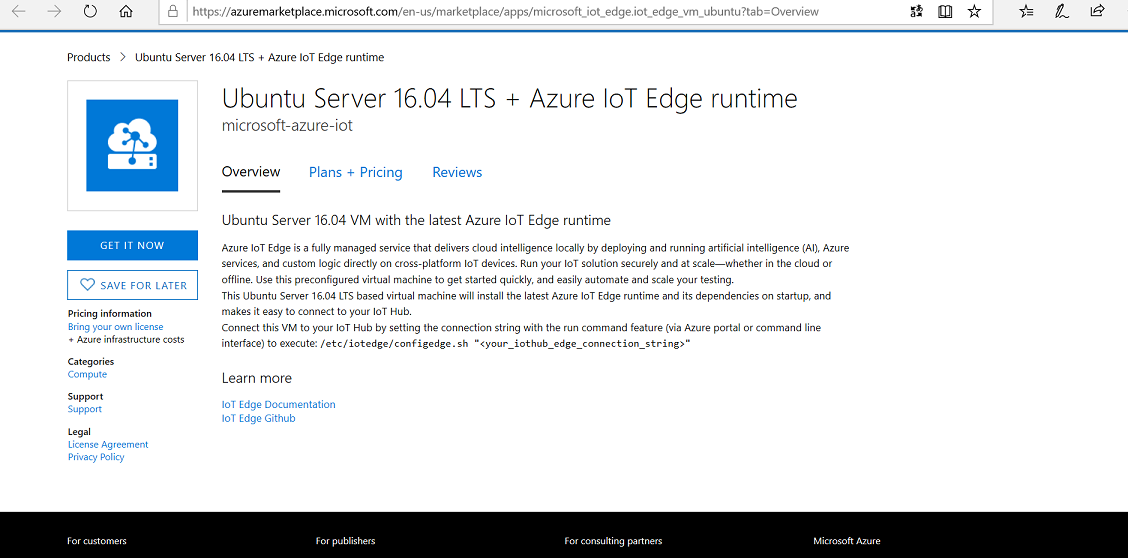 https://azuremarketplace.microsoft.com/en-us/marketplace/apps/microsoft_iot_edge.iot_edge_vm_ubuntu?tab=Overview
Products > Ubuntu Server 16.04 LTS + Azure IoT Edge runtime
Ubuntu Server 16.04 LTS + Azure IoT Edge runtime
microsoft-azure-iot
Overview Plans + Pricing Reviews
GET IT NOW
SAVE FOR LATER
Pricing information
Bring your own license
+ Azure infrastructure costs
Categories
Compute
Support
Support
Legal
License Agreement
Privacy Policy
Ubuntu Server 16.04 VM with the latest Azure IoT Edge runtime
Azure IoT Edge is a fully managed service that delivers cloud intelligence locally by deploying and running artificial intelligence (AI), Azure
services, and custom logic directly on cross-platform IoT devices. Run your IoT solution securely and at scale—whether in the cloud or
offline. Use this preconfigured virtual machine to get started quickly, and easily automate and scale your testing.
This Ubuntu Server 16.04 LTS based virtual machine will install the latest Azure IoT Edge runtime and its dependencies on startup, and
makes it easy to connect to your IoT Hub.
Connect this VM to your IoT Hub by setting the connection string with the run command feature (via Azure portal or command line
interface) to execute: /etc/iotedge/configedge.sh "<your_iothub_edge_connection_string>"
Learn more
IoT Edge Documentation
IoT Edge Github
For customers For publishers For consulting partners Microsoft Azure